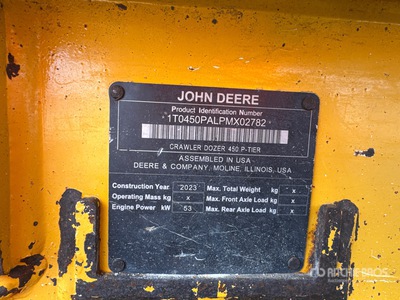 JOHN DEERE
Product Identification Number
1T0450PALPMX02782
CRAWLER DOZER 450 P-TIER
ASSEMBLED IN USA
DEERE & COMPANY, MOLINE, ILLINOIS, USA
Construction Year 2023 Max. Total Weight kg x
Operating Mass kg x Max. Front Axle Load kg x
Engine Power kW 53 Max. Rear Axle Load kg x
RITCHIE BROS.